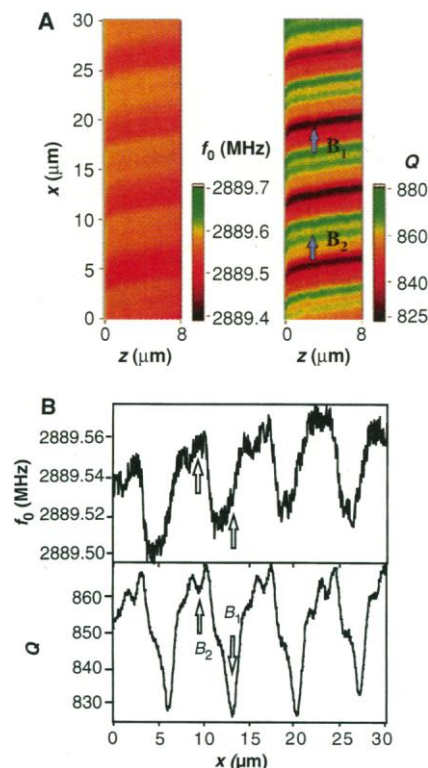 A
30
25
20
15
10
5
0
x (μm)
0 8
z (μm)
f0 (MHz)
2889.7
2889.6
2889.5
2889.4
B1
B2
0 8
z (μm)
Q
880
860
840
825
B
2889.56
2889.54
2889.52
2889.50
f0 (MHz)
860
850
840
830
Q
B2
B1
0 5 10 15 20 25 30
x (μm)